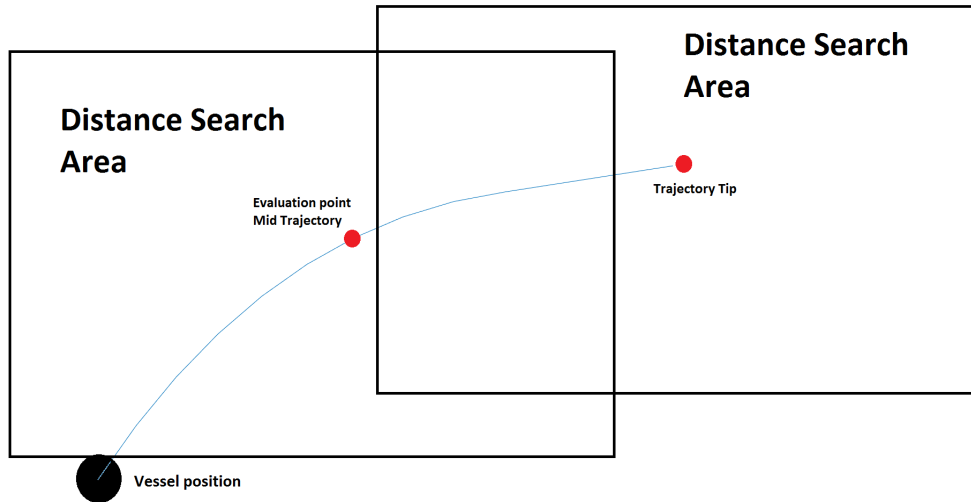 Distance Search
Area
Distance Search
Area
Evaluation point
Mid Trajectory
Trajectory Tip
Vessel position